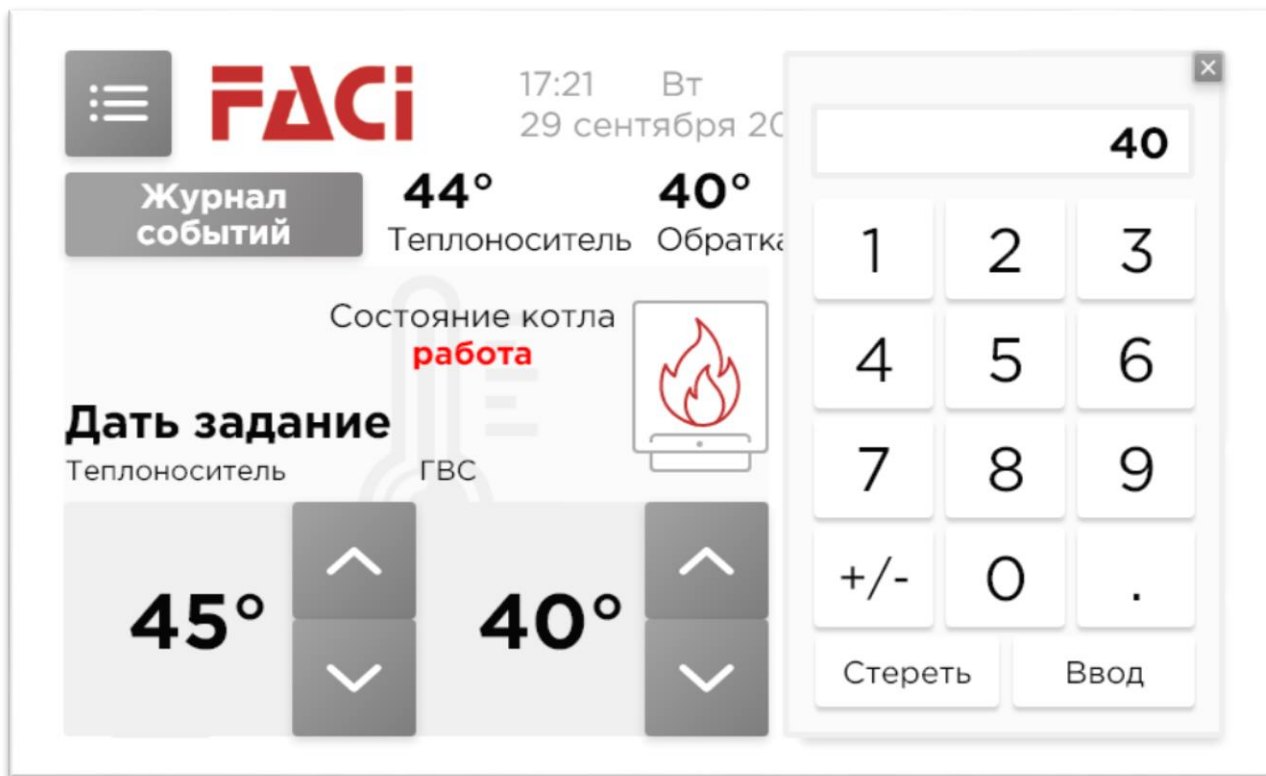 FACi
17:21 Вт
29 сентября 20
Журнал
событий
44°
Теплоноситель
40°
Обратка
Состояние котла
работа
Дать задание
Теплоноситель
ГВС
45°
40°
×
40
1 2 3
4 5 6
7 8 9
+/- 0 .
Стереть Ввод